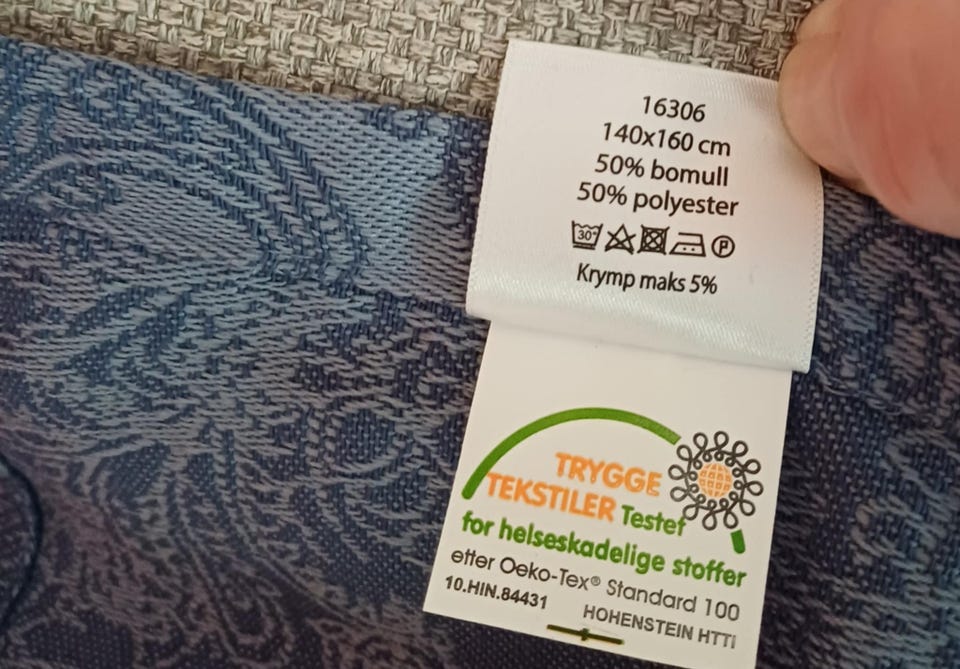 16306
140x160 cm
50% bomull
50% polyester
30°
P
Krymp maks 5%
TRYGGE
TEKSTILER Testet
for helseskadelige stoffer
etter Oeko-Tex® Standard 100
10.HIN.84431 HOHENSTEIN HTTI